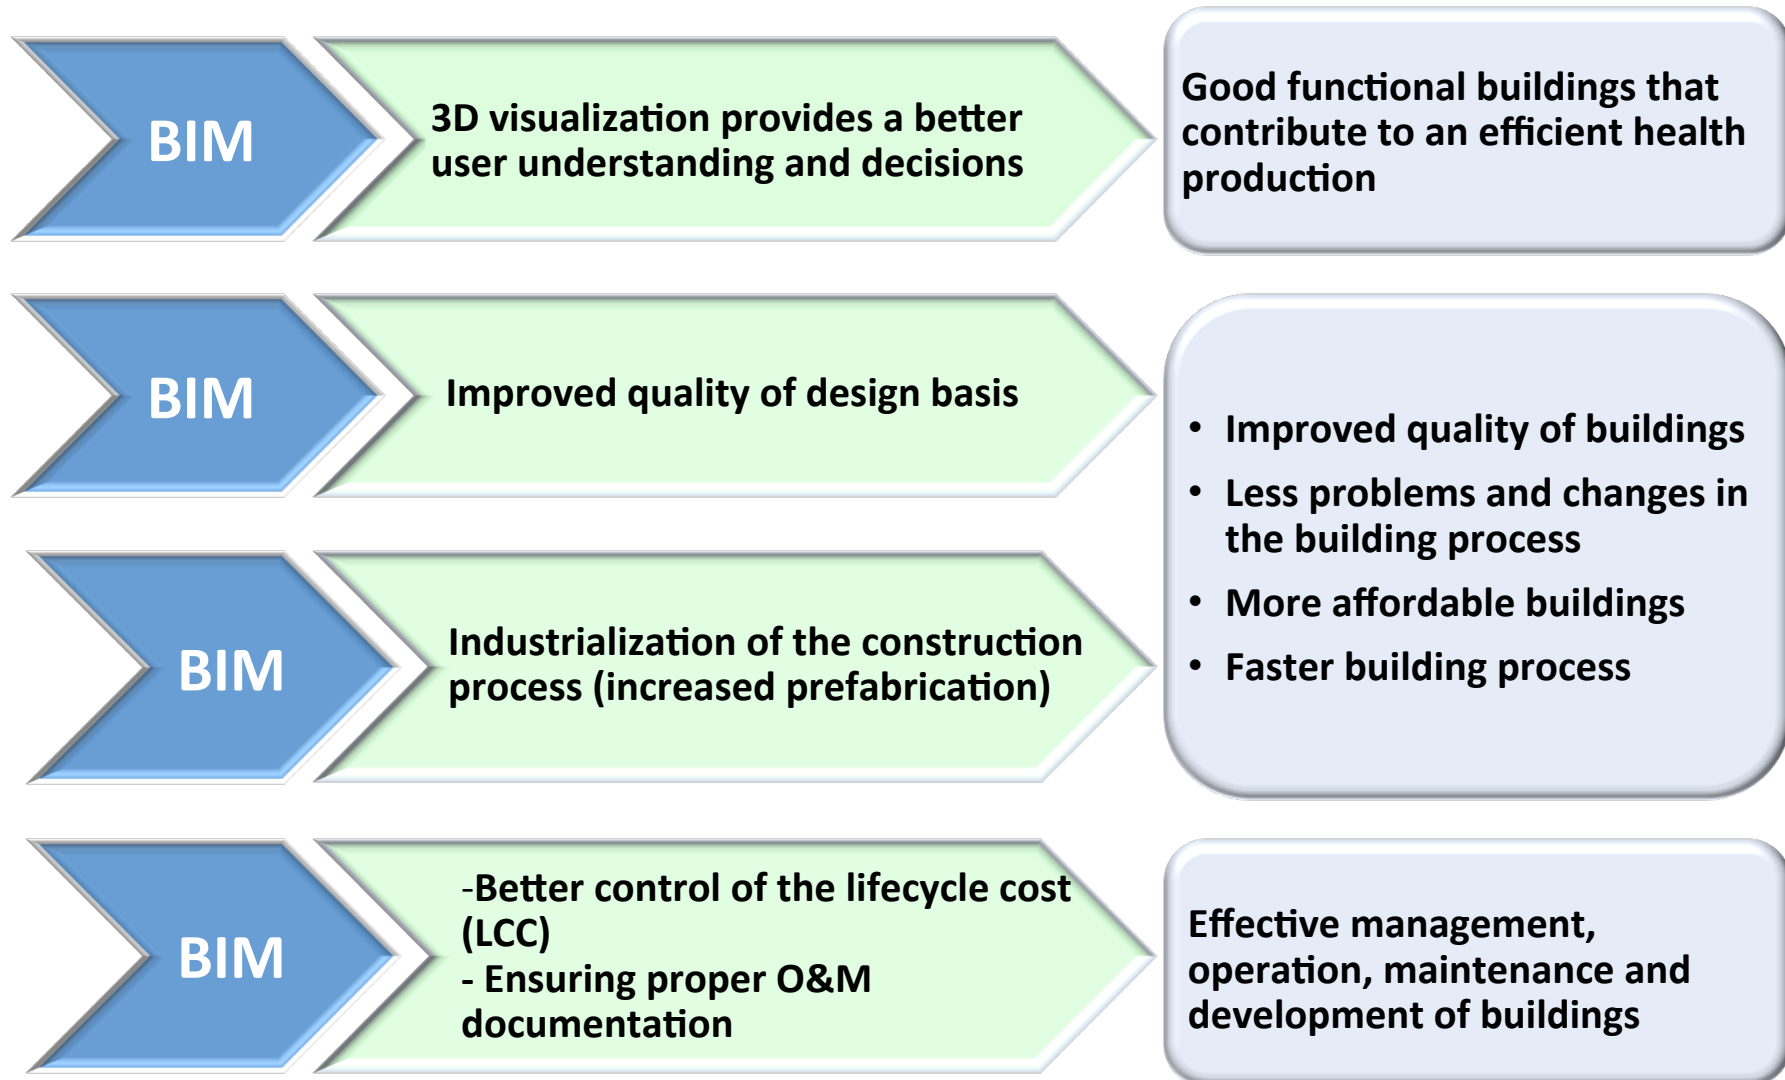 BIM
3D visualization provides a better
user understanding and decisions
Good functional buildings that
contribute to an efficient health
production
BIM
Improved quality of design basis
BIM
Industrialization of the construction
process (increased prefabrication)
• Improved quality of buildings
• Less problems and changes in
the building process
• More affordable buildings
• Faster building process
BIM
-Better control of the lifecycle cost
(LCC)
- Ensuring proper O&M
documentation
Effective management,
operation, maintenance and
development of buildings